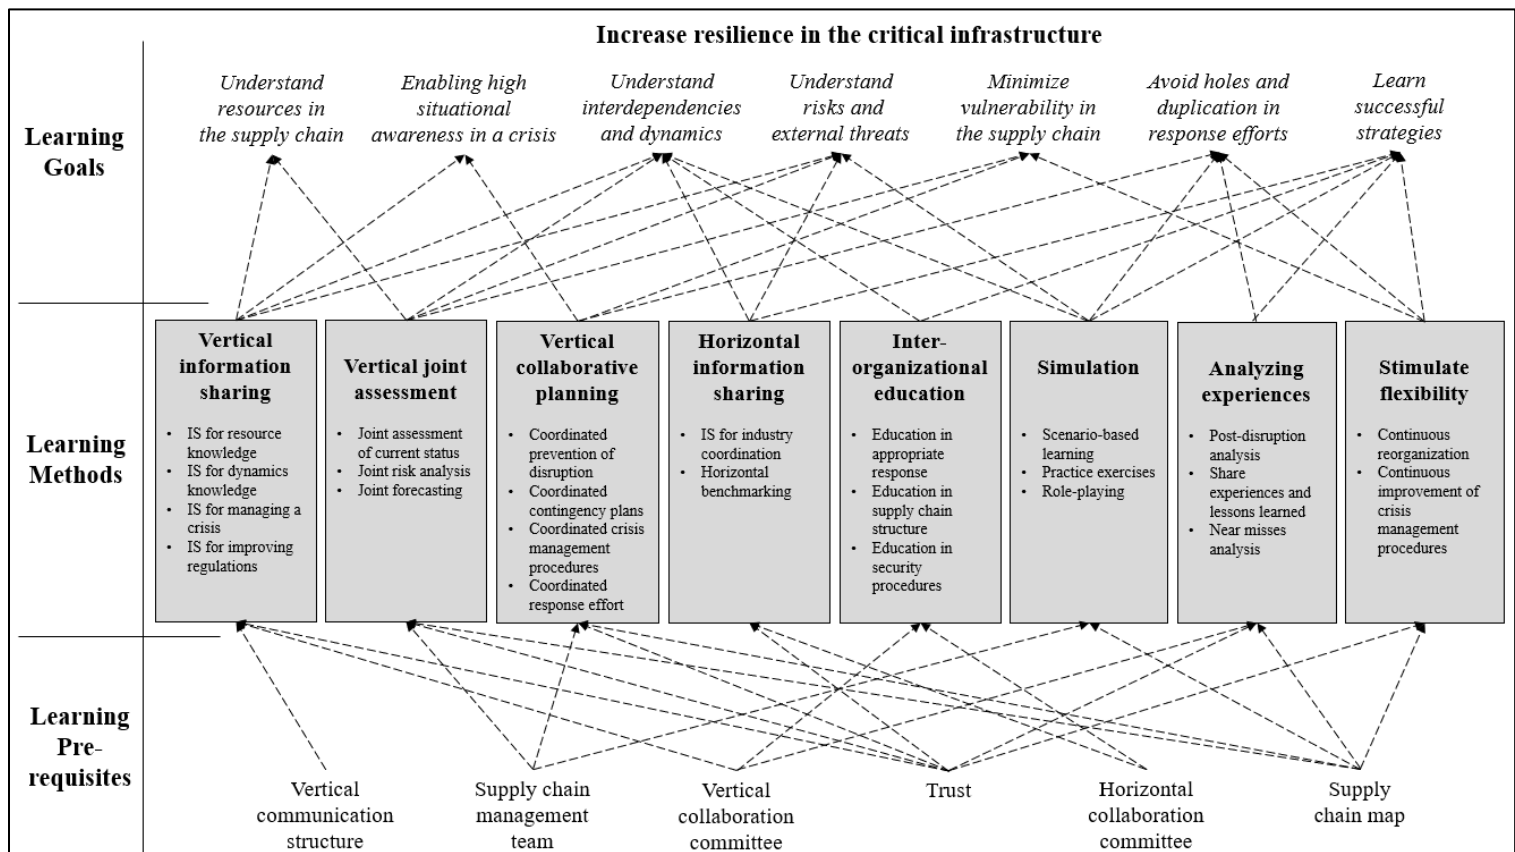 Increase resilience in the critical infrastructure
Learning
Goals
Understand
resources in
the supply chain
Enabling high
situational
awareness in a crisis
Understand
interdependencies
and dynamics
Understand
risks and
external threats
Minimize
vulnerability in
the supply chain
Avoid holes and
duplication in
response efforts
Learn
successful
strategies
Learning
Methods
Vertical
information
sharing
• IS for resource
knowledge
• IS for dynamics
knowledge
• IS for managing a
crisis
• IS for improving
regulations
Vertical joint
assessment
• Joint assessment
of current status
• Joint risk analysis
• Joint forecasting
Vertical
collaborative
planning
• Coordinated
prevention of
disruption
• Coordinated
contingency plans
• Coordinated crisis
management
procedures
• Coordinated
response effort
Horizontal
information
sharing
• IS for industry
coordination
• Horizontal
benchmarking
Inter-
organizational
education
• Education in
appropriate
response
• Education in
supply chain
structure
• Education in
security
procedures
Simulation
• Scenario-based
learning
• Practice exercises
• Role-playing
Analyzing
experiences
• Post-disruption
analysis
• Share
experiences and
lessons learned
• Near misses
analysis
Stimulate
flexibility
• Continuous
reorganization
• Continuous
improvement of
crisis
management
procedures
Learning
Pre-
requisites
Vertical
communication
structure
Supply chain
management
team
Vertical
collaboration
committee
Trust
Horizontal
collaboration
committee
Supply
chain map